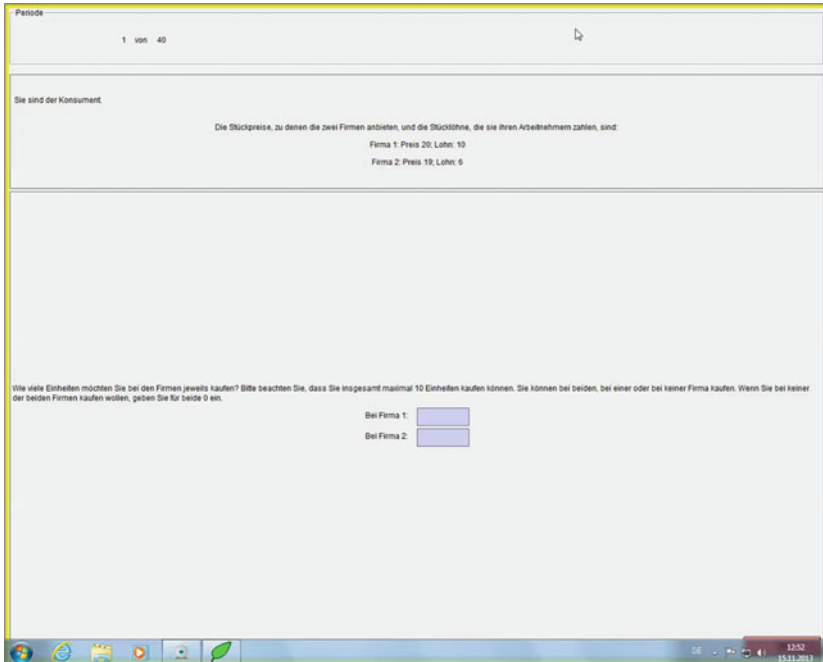 Periode
1 von 40
Sie sind der Konsument.
Die Stückpreise, zu denen die zwei Firmen anbieten, und die Stücklöhne, die sie ihren Arbeitnehmern zahlen, sind:
Firma 1: Preis 20; Lohn: 10
Firma 2: Preis 19; Lohn: 6
Wie viele Einheiten möchten Sie bei den Firmen jeweils kaufen? Bitte beachten Sie, dass Sie insgesamt maximal 10 Einheiten kaufen können. Sie können bei beiden, bei einer oder bei keiner Firma kaufen. Wenn Sie bei keiner
der beiden Firmen kaufen wollen, geben Sie für beide 0 ein.
Bei Firma 1:
Bei Firma 2:
DE
12:52
15.11.2013